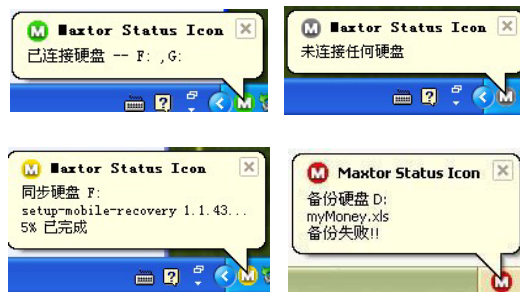 Maxtor Status Icon
已连接硬盘 -- F: ,G:
Maxtor Status Icon
未连接任何硬盘
Maxtor Status Icon
同步硬盘 F:
setup-mobile-recovery 1.1.43...
5% 已完成
Maxtor Status Icon
备份硬盘 D:
myMoney.xls
备份失败!!